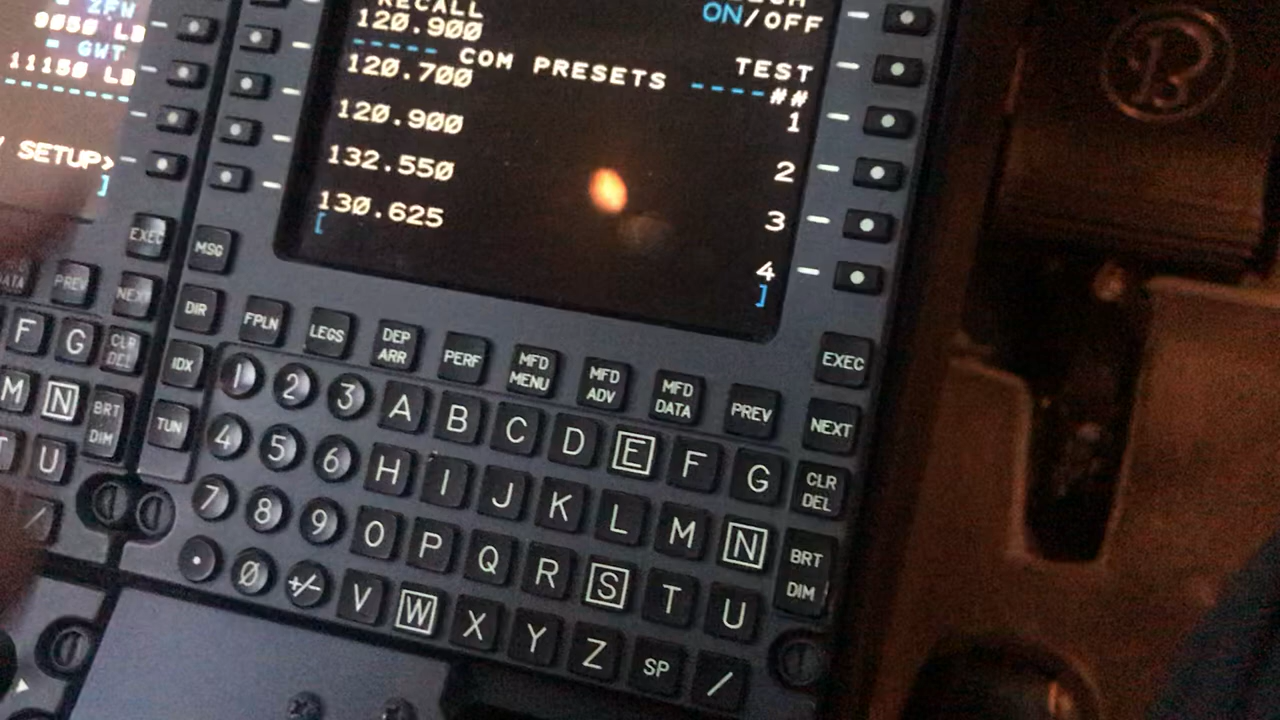 = ZFW
9050 LB
= GWT
11150 LB
SETUP>
]
RECALL
120.900
ON/OFF
----- COM PRESETS ----
TEST
##
120.700
1
120.900
2
132.550
3
130.625
4
[ ]
EXEC
MSG
DATA PREV NEXT
DIR FPLN LEGS DEP ARR PERF MFD MENU MFD ADV MFD DATA PREV NEXT
EXEC
F G CLR DEL
IDX 1 2 3 A B C D E F G CLR DEL
M N BRT DIM
TUN 4 5 6 H I J K L M N BRT DIM
U
7 8 9 O P Q R S T U
/
. 0 +/- V W X Y Z SP /
B